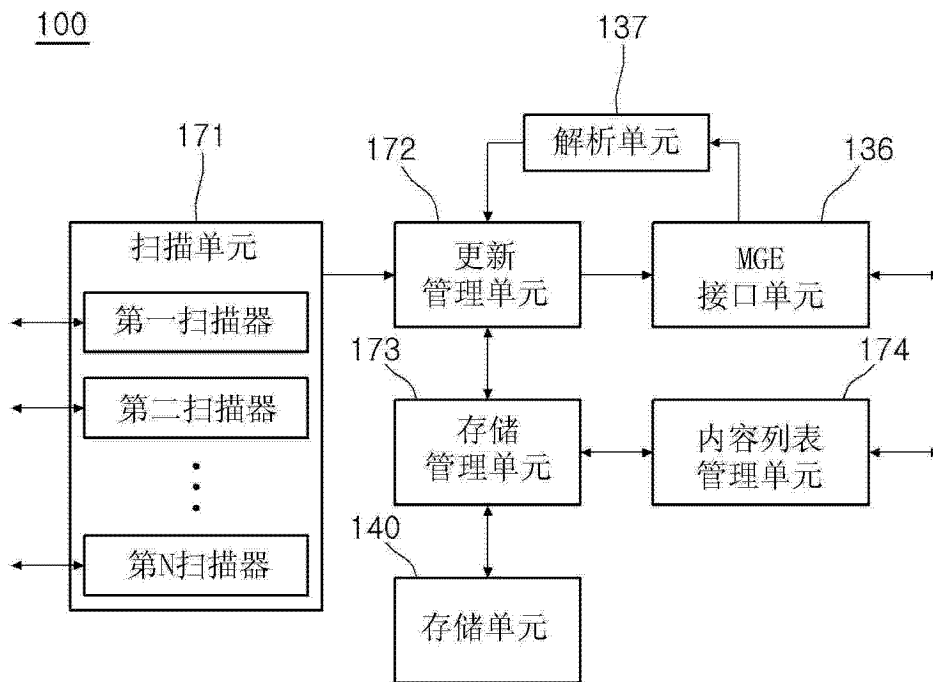 100
137
171
172
解析单元
136
扫描单元
更新
管理单元
MGE
接口单元
第一扫描器
173
174
第二扫描器
存储
管理单元
内容列表
管理单元
140
第N扫描器
存储单元